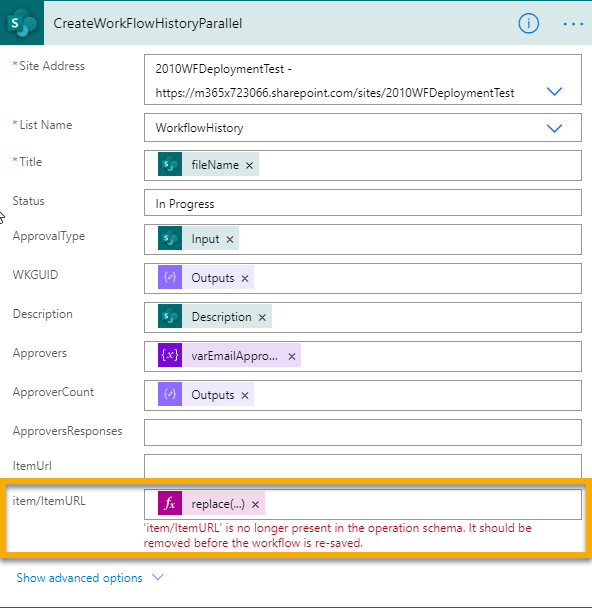 CreateWorkFlowHistoryParallel
* Site Address
2010WFDeploymentTest -
https://m365x723066.sharepoint.com/sites/2010WFDeploymentTest
* List Name
WorkflowHistory
* Title
fileName ×
Status
In Progress
ApprovalType
Input ×
WKGUID
Outputs ×
Description
Description ×
Approvers
{x} varEmailAppro... ×
ApproverCount
Outputs ×
ApproversResponses
ItemUrl
item/ItemURL
fx replace(...) ×
'item/ItemURL' is no longer present in the operation schema. It should be
removed before the workflow is re-saved.
Show advanced options